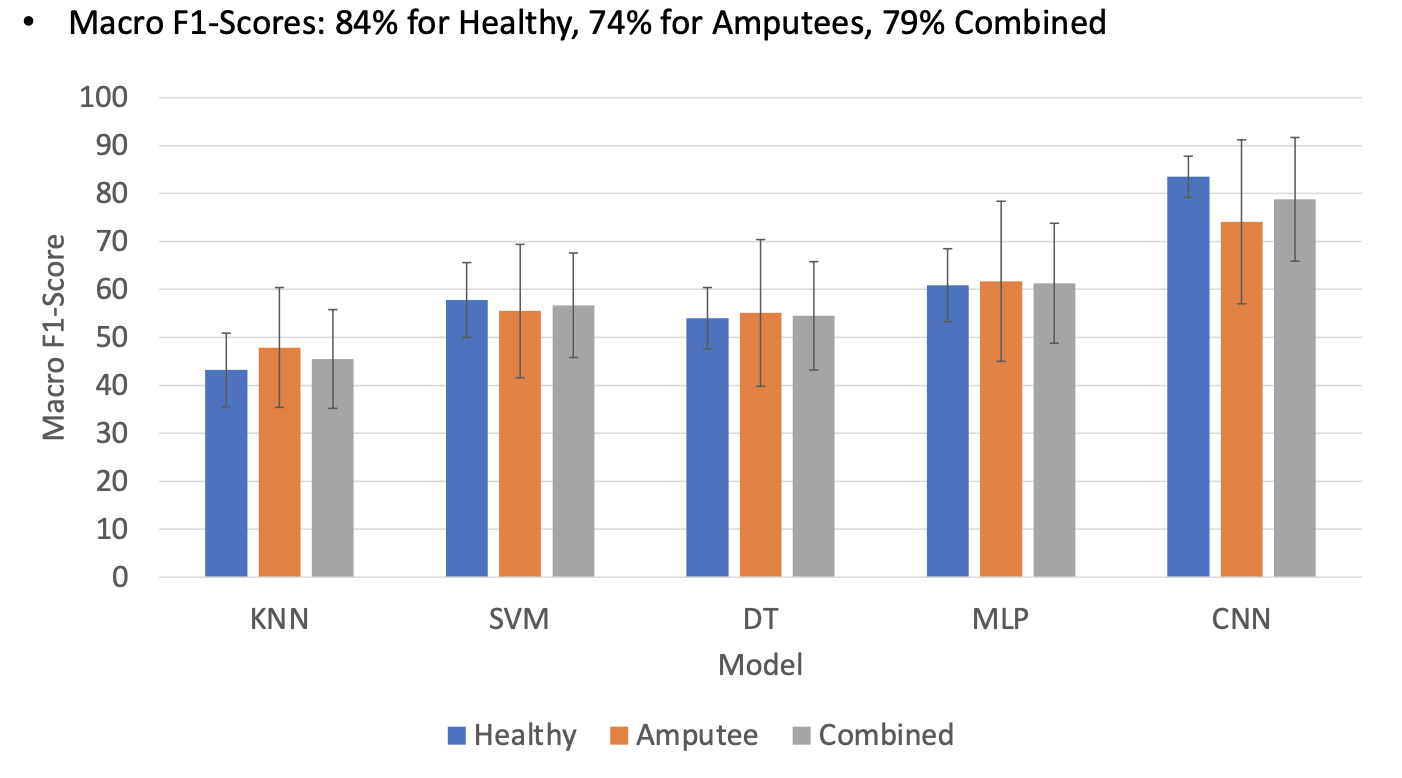 • Macro F1-Scores: 84% for Healthy, 74% for Amputees, 79% Combined
100
90
80
70
60
50
40
30
20
10
0
Macro F1-Score
KNN SVM DT MLP CNN
Model
Healthy Amputee Combined